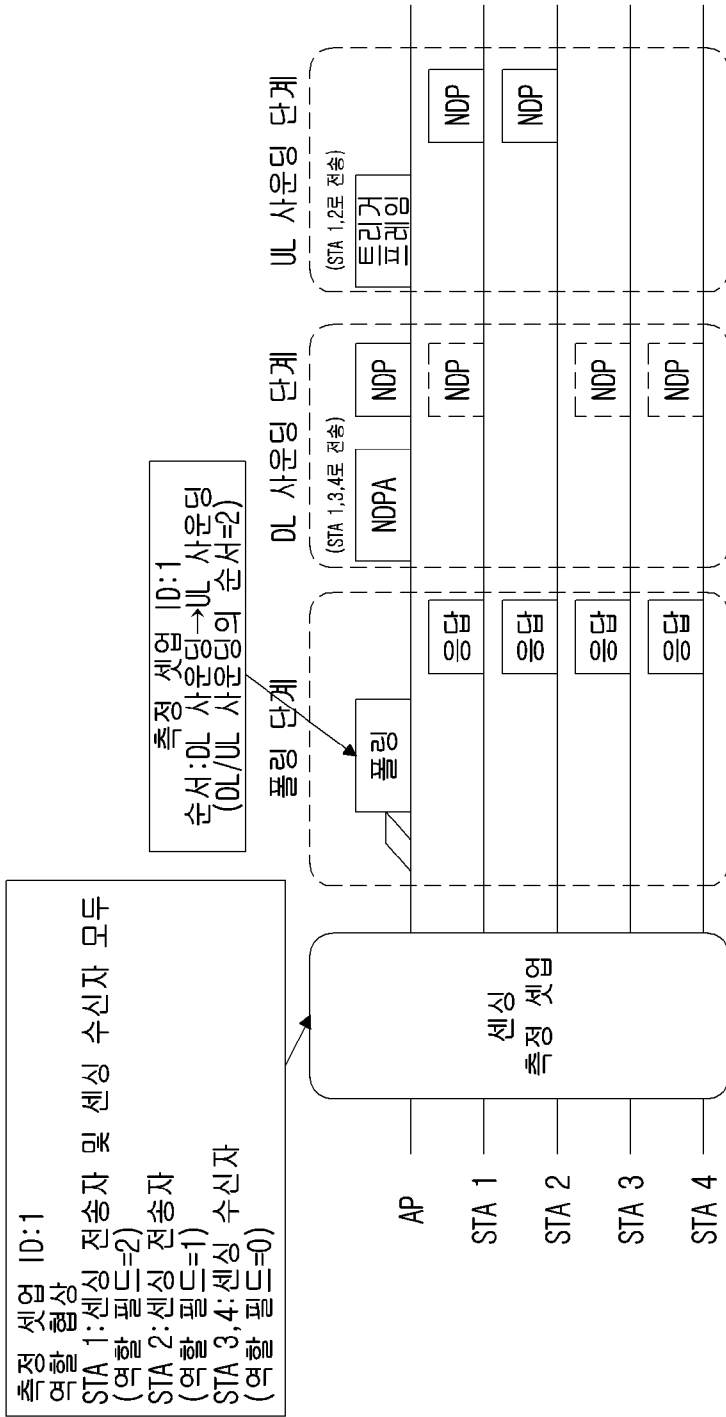 측정 셋업 ID:1
역할 협상
STA 1:센싱 전송자 및 센싱 수신자 모두
(역할 필드=2)
STA 2:센싱 전송자
(역할 필드=1)
STA 3,4:센싱 수신자
(역할 필드=0)
측정 셋업 ID:1
순서:DL 사운딩→UL 사운딩
(DL/UL 사운딩의 순서=2)
폴링 단계
DL 사운딩 단계
UL 사운딩 단계
(STA 1,3,4로 전송)
(STA 1,2로 전송)
센싱
측정 셋업
AP
폴링
NDPA
NDP
트리거
프레임
STA 1
응답
NDP
NDP
STA 2
응답
NDP
STA 3
응답
NDP
STA 4
응답
NDP